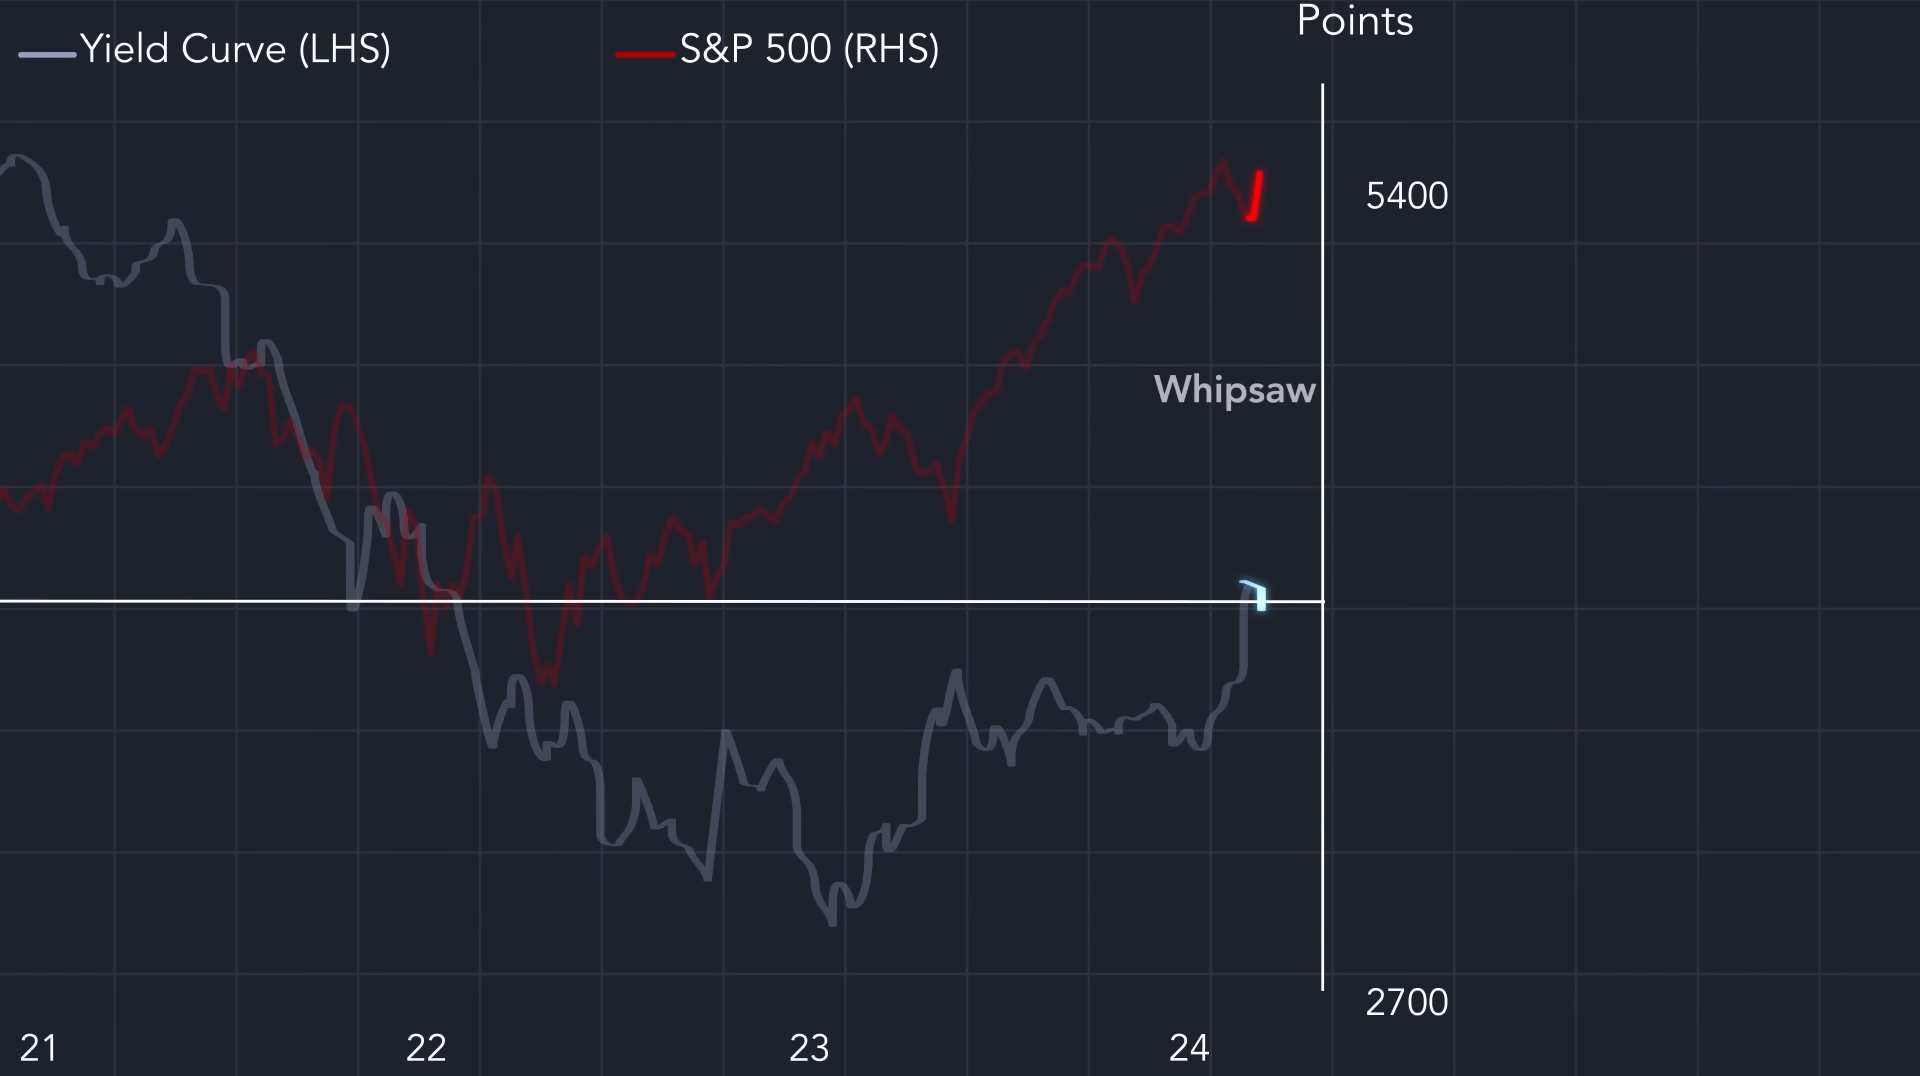 Points
Yield Curve (LHS)
S&P 500 (RHS)
5400
Whipsaw
2700
21
22
23
24